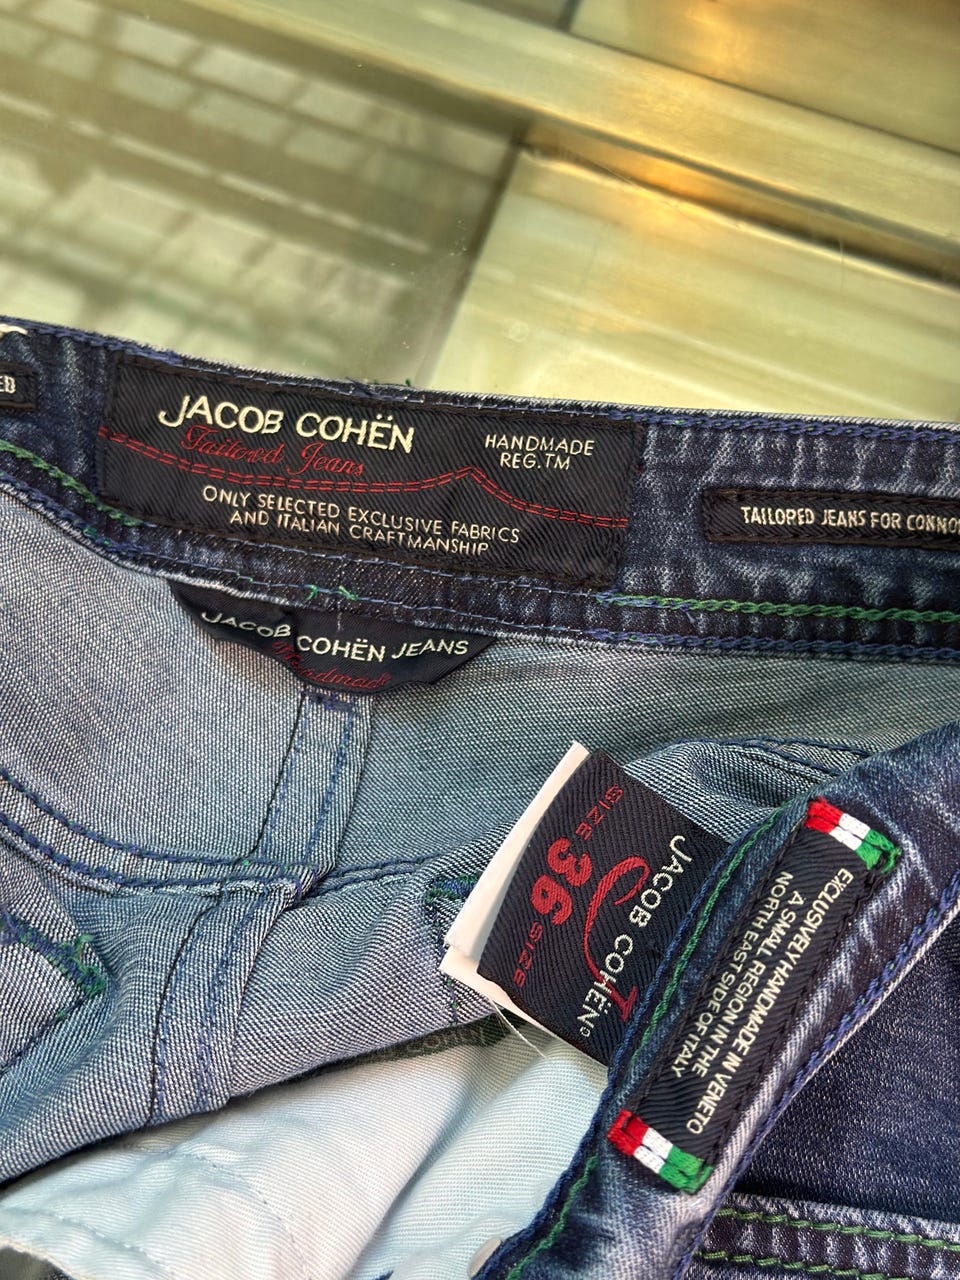 JACOB COHËN
Tailored Jeans
HANDMADE
REG.TM
ONLY SELECTED EXCLUSIVE FABRICS
AND ITALIAN CRAFTMANSHIP
TAILORED JEANS FOR
JACOB COHËN JEANS
Handmade
SIZE 36 SIZE
JACOB COHËN
EXCLUSIVELY HANDMADE IN VENETO
A SMALL REGION IN THE
NORTH EAST SIDE OF ITALY